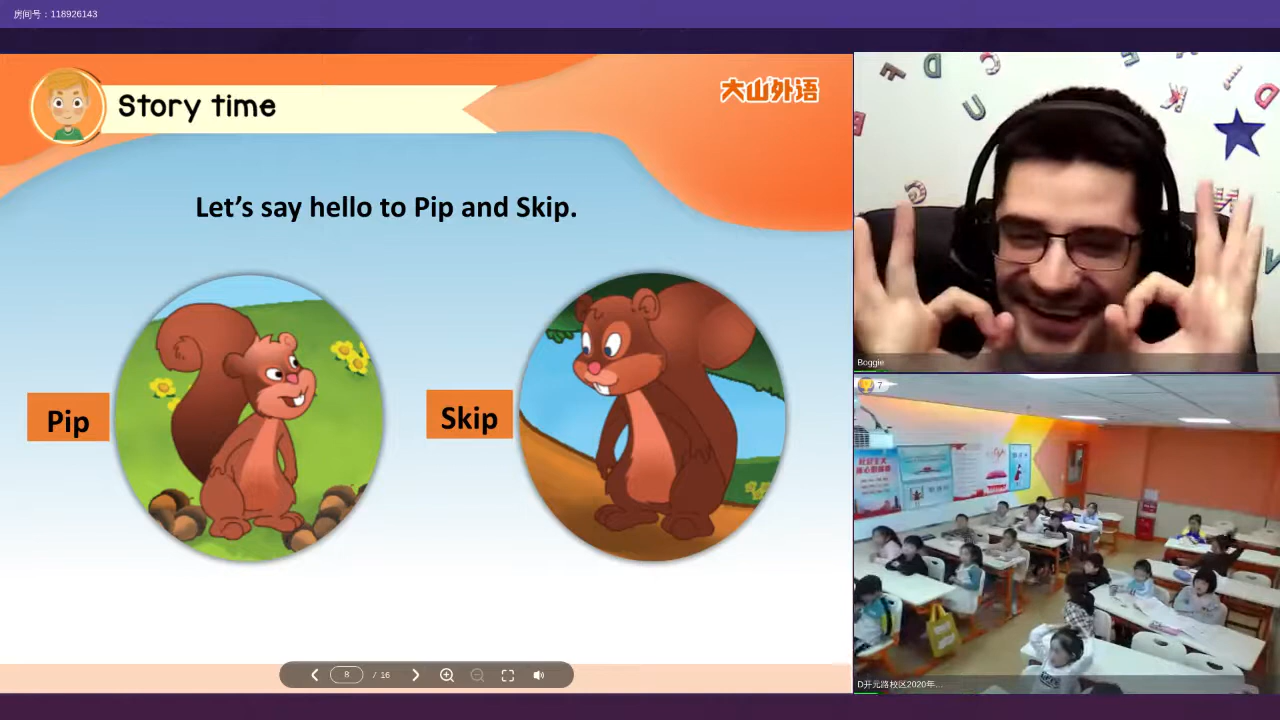 房间号：118926143
Story time
大山外语
Let's say hello to Pip and Skip.
Pip
Skip
8 / 16
Boggie
7
D开元路校区2020年...